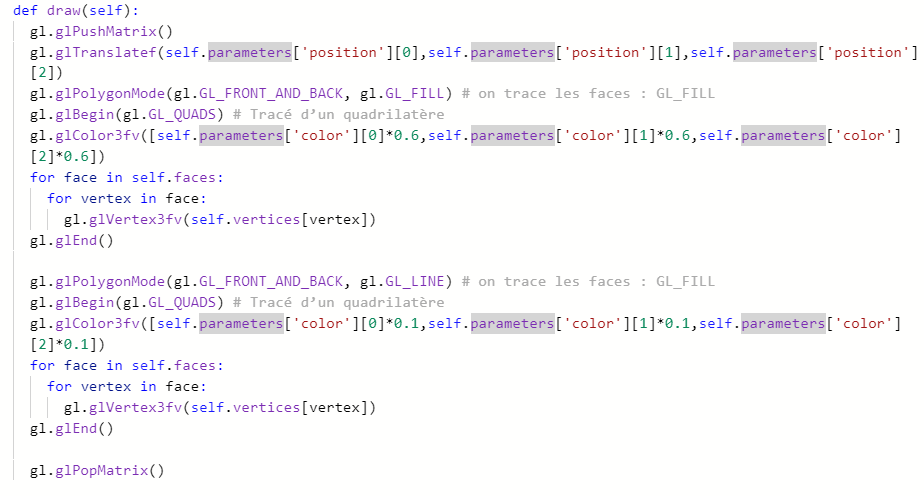 def draw(self):
gl.glPushMatrix()
gl.glTranslatef(self.parameters['position'][0],self.parameters['position'][1],self.parameters['position']
[2])
gl.glPolygonMode(gl.GL_FRONT_AND_BACK, gl.GL_FILL) # on trace les faces : GL_FILL
gl.glBegin(gl.GL_QUADS) # Tracé d’un quadrilatère
gl.glColor3fv([self.parameters['color'][0]*0.6,self.parameters['color'][1]*0.6,self.parameters['color']
[2]*0.6])
for face in self.faces:
for vertex in face:
gl.glVertex3fv(self.vertices[vertex])
gl.glEnd()
gl.glPolygonMode(gl.GL_FRONT_AND_BACK, gl.GL_LINE) # on trace les faces : GL_FILL
gl.glBegin(gl.GL_QUADS) # Tracé d’un quadrilatère
gl.glColor3fv([self.parameters['color'][0]*0.1,self.parameters['color'][1]*0.1,self.parameters['color']
[2]*0.1])
for face in self.faces:
for vertex in face:
gl.glVertex3fv(self.vertices[vertex])
gl.glEnd()
gl.glPopMatrix()